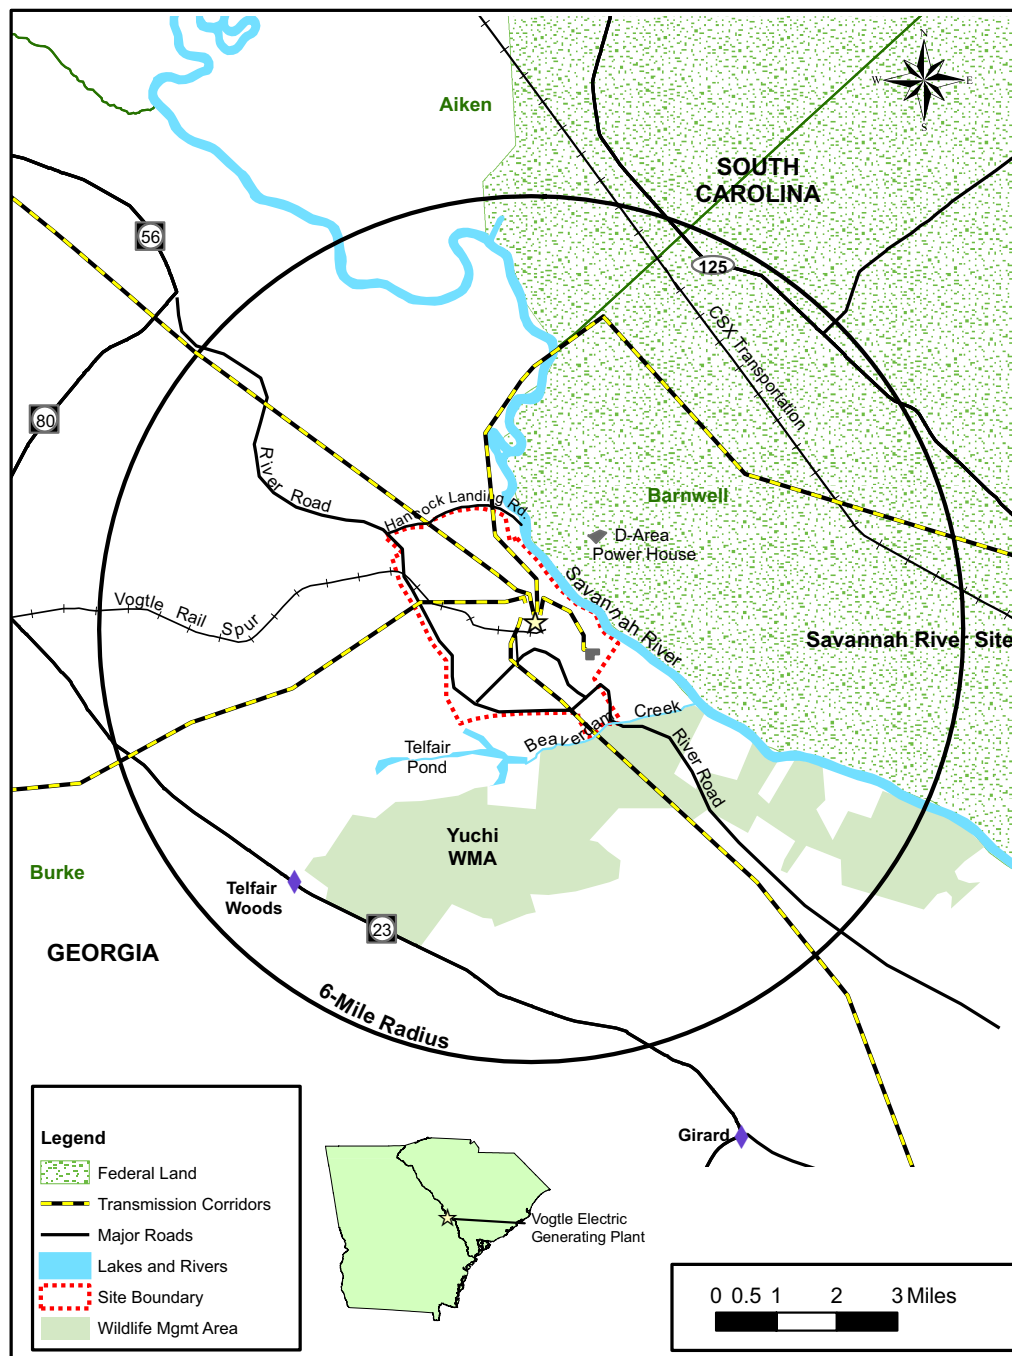 N
W
E
S
Aiken
SOUTH
CAROLINA
56
125
CSX Transportation
80
River Road
Hancock Landing Rd.
Barnwell
D-Area
Power House
Savannah River
Vogtle Rail Spur
Savannah River Site
Beaverdam Creek
Telfair
Pond
River Road
Yuchi
WMA
Burke
Telfair
Woods
23
GEORGIA
6-Mile Radius
Girard
Legend
Federal Land
Transmission Corridors
Major Roads
Lakes and Rivers
Site Boundary
Wildlife Mgmt Area
Vogtle Electric
Generating Plant
0 0.5 1 2 3 Miles